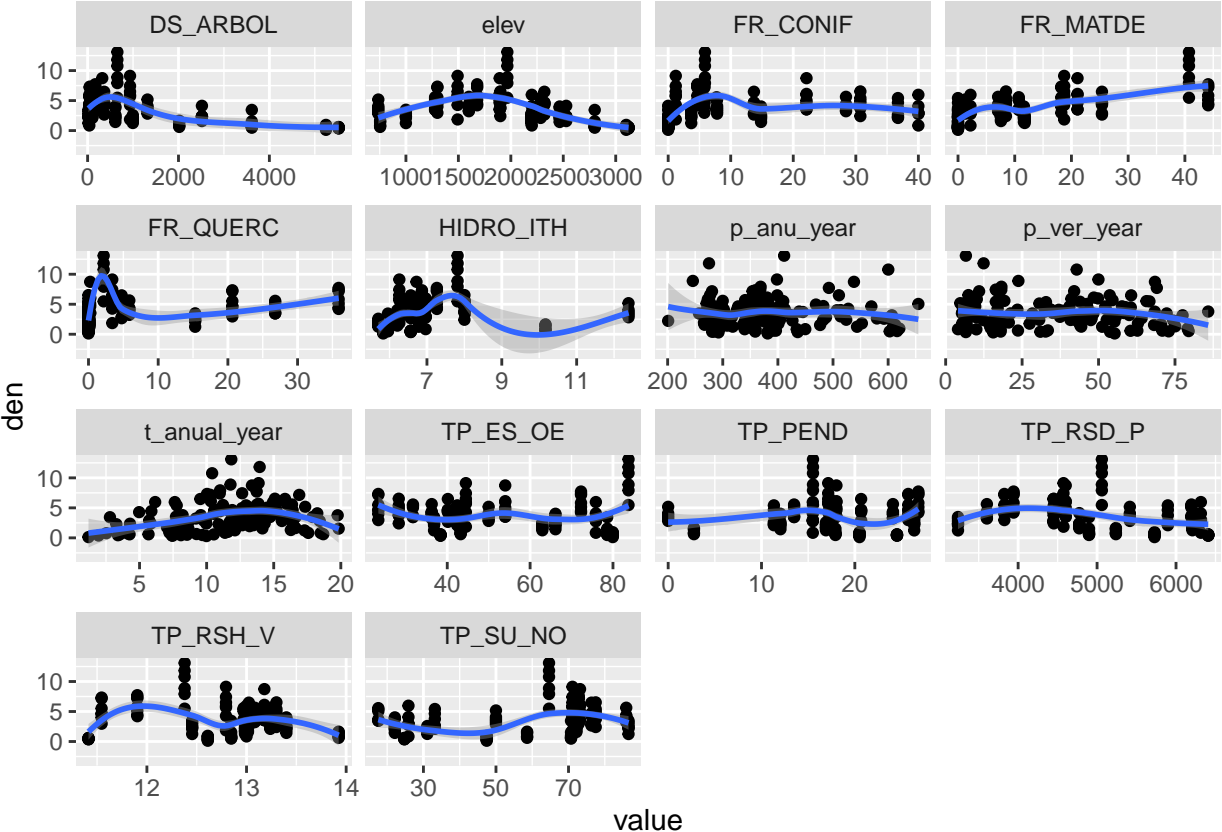 DS_ARBOL elev FR_CONIF FR_MATDE
10
5
0
0 2000 4000 10001500200025003000 0 10 20 30 40 0 10 20 30 40
FR_QUERC HIDRO_ITH p_anu_year p_ver_year
10
5
0
0 10 20 30 7 9 11 200 300 400 500 600 0 25 50 75
den
t_anual_year TP_ES_OE TP_PEND TP_RSD_P
10
5
0
5 10 15 20 40 60 80 0 10 20 4000 5000 6000
TP_RSH_V TP_SU_NO
10
5
0
12 13 14 30 50 70
value